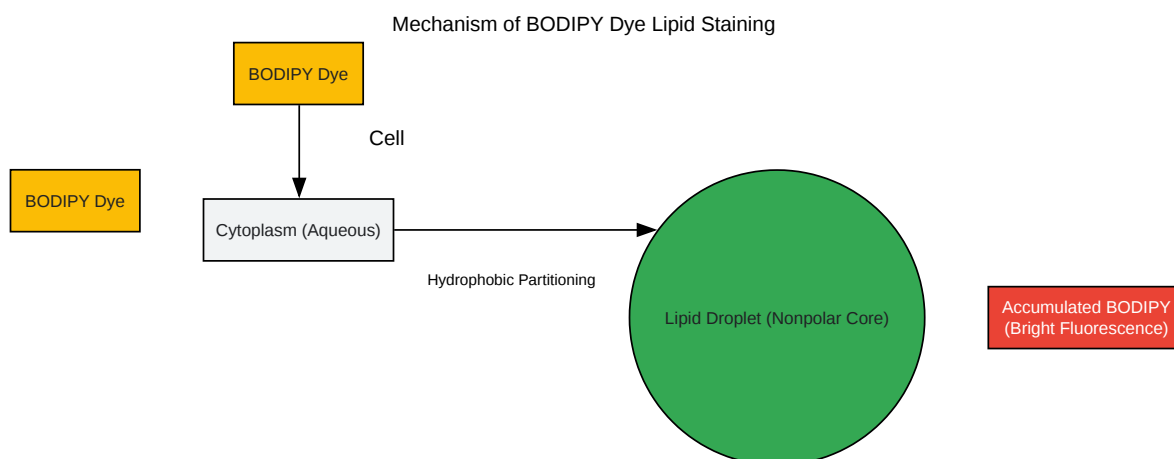 Mechanism of BODIPY Dye Lipid Staining
BODIPY Dye
Cell
BODIPY Dye
Cytoplasm (Aqueous)
Hydrophobic Partitioning
Lipid Droplet (Nonpolar Core)
Accumulated BODIPY
(Bright Fluorescence)